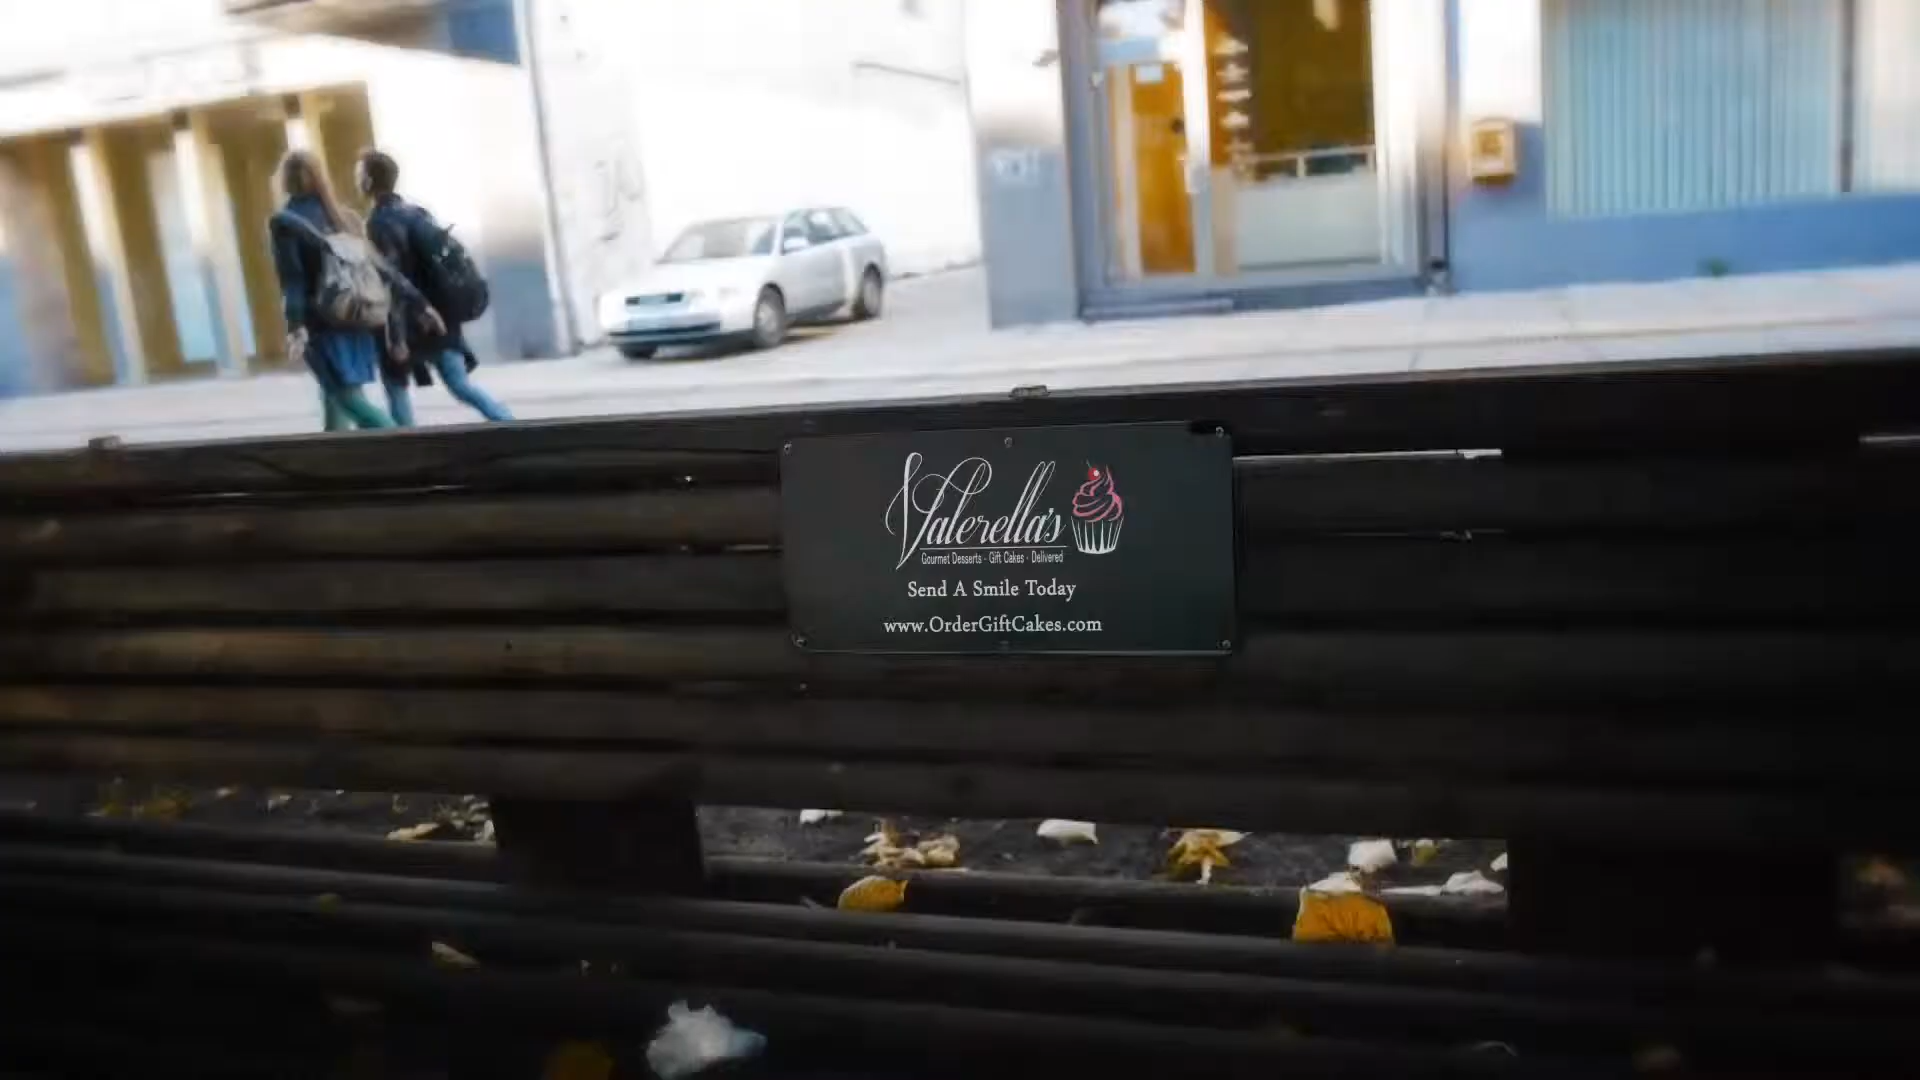 Valerella's
Gourmet Desserts - Gift Cakes - Delivered
Send A Smile Today
www.OrderGiftCakes.com